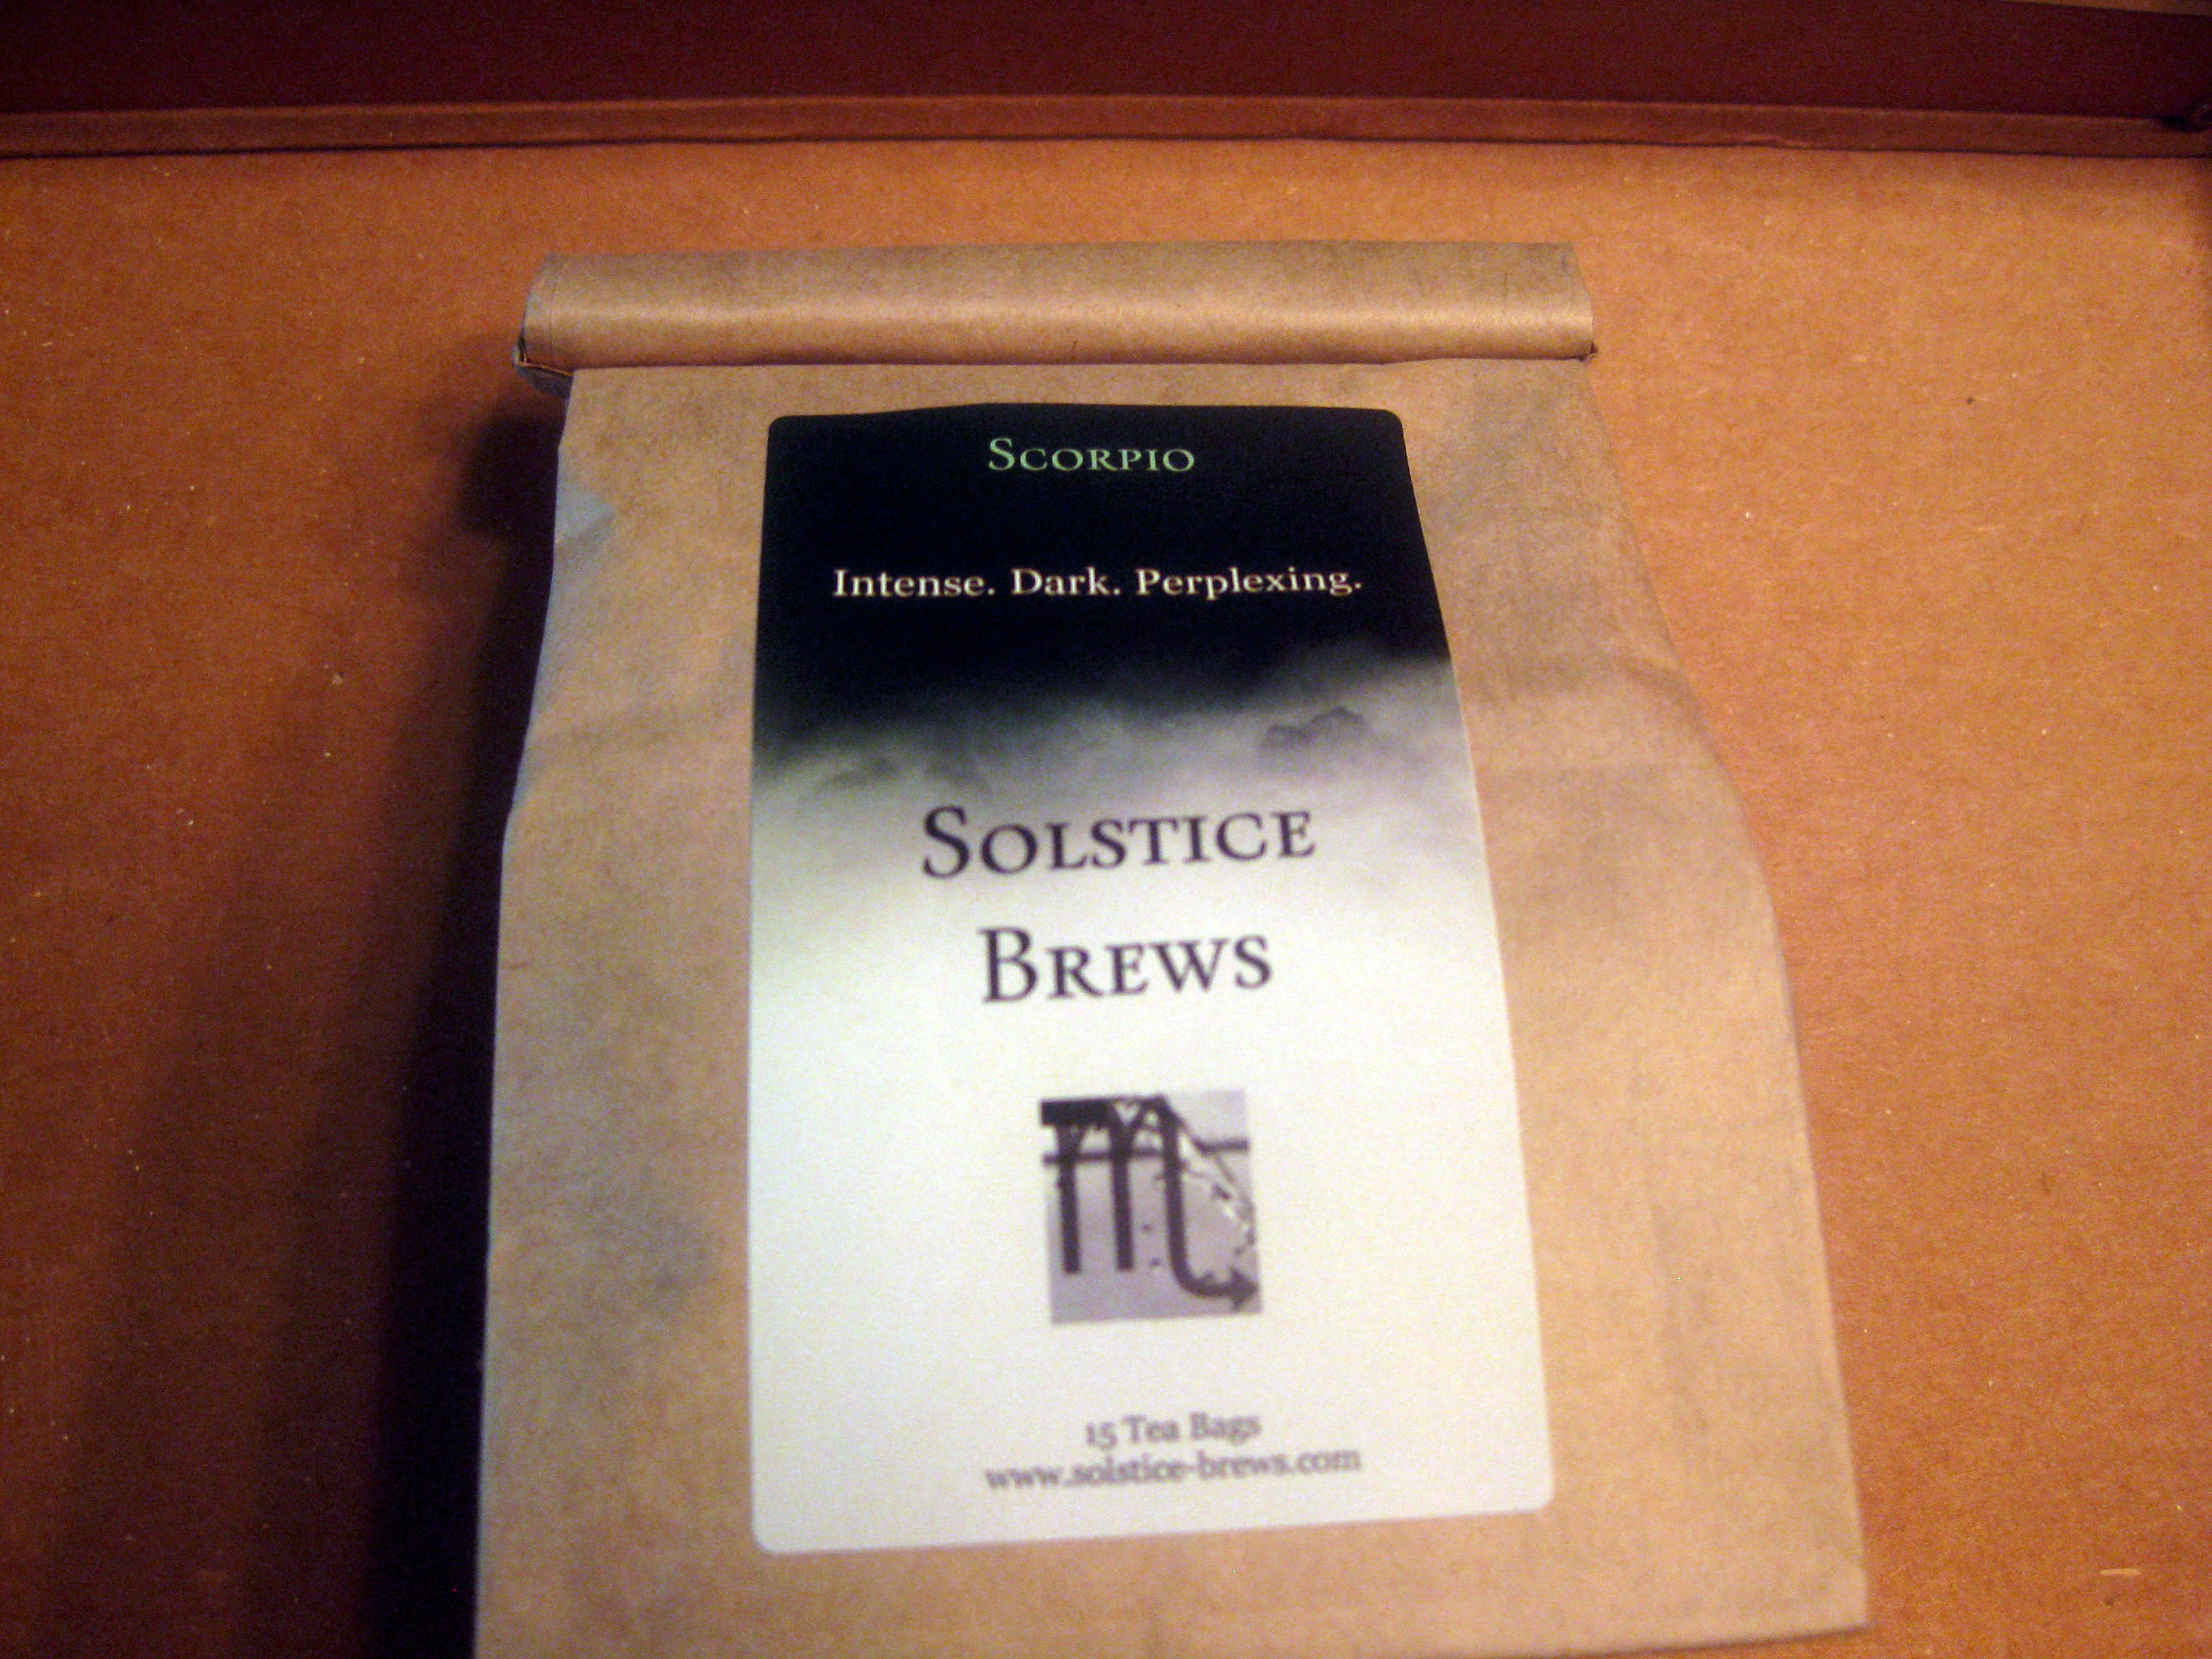 Scorpio
Intense. Dark. Perplexing.
Solstice
Brews
15 Tea Bags
www.solstice-brews.com